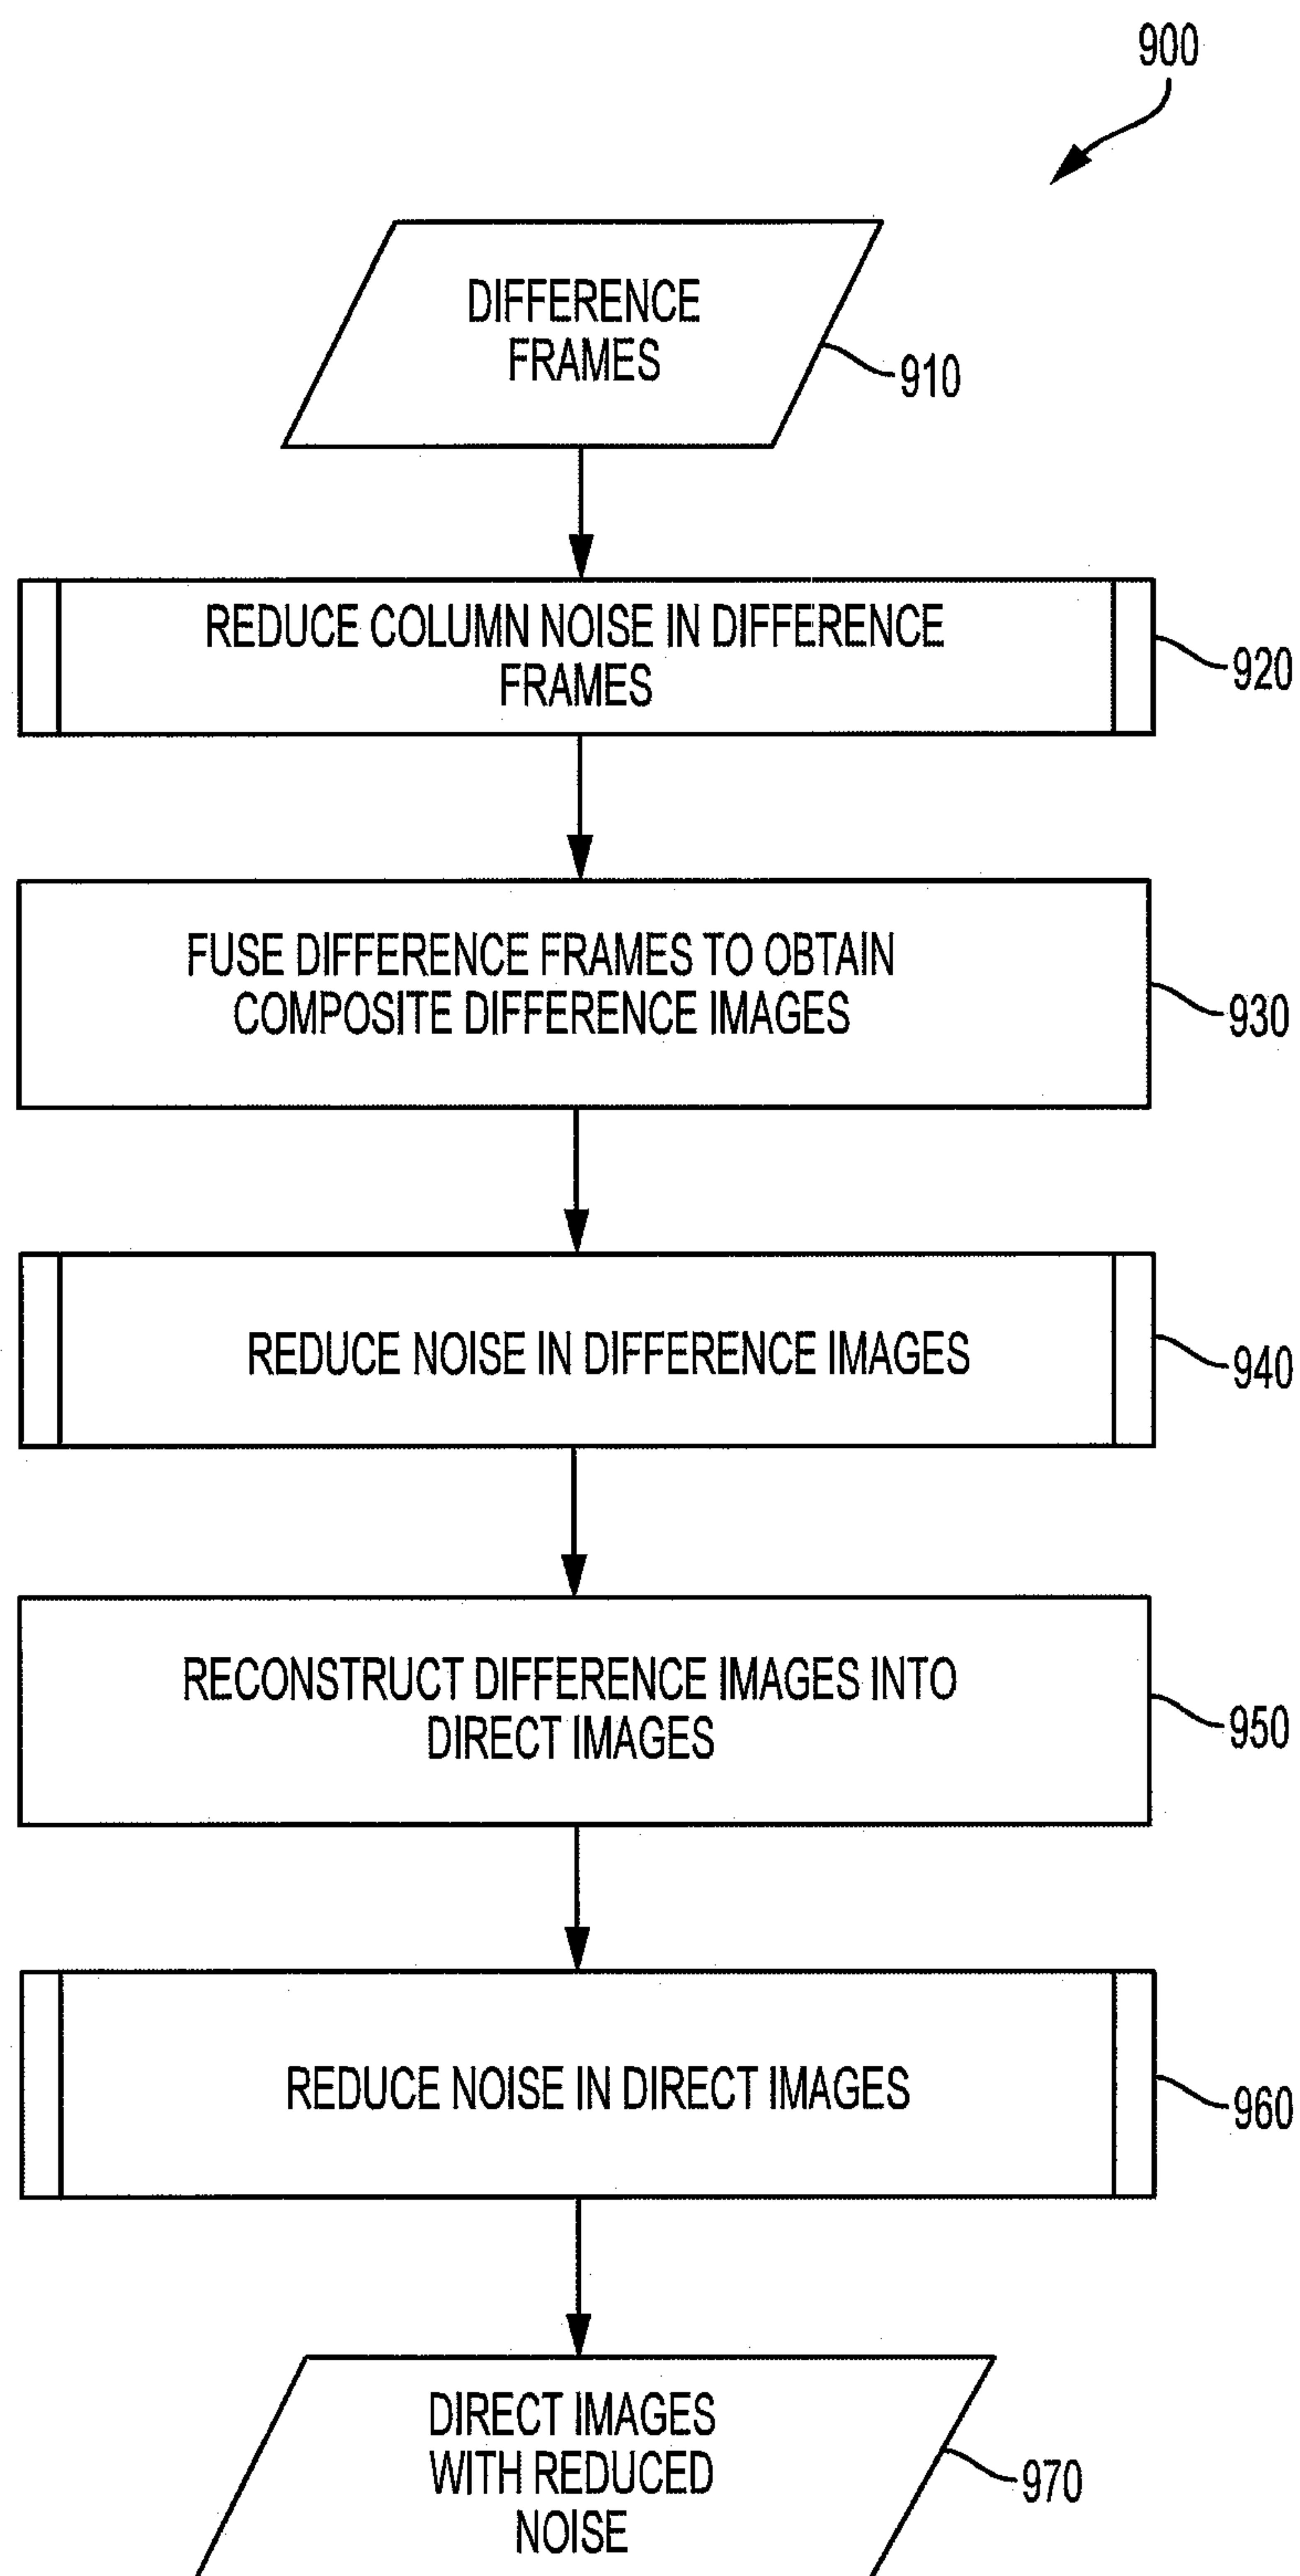 900
DIFFERENCE
FRAMES
910
REDUCE COLUMN NOISE IN DIFFERENCE
FRAMES
920
FUSE DIFFERENCE FRAMES TO OBTAIN
COMPOSITE DIFFERENCE IMAGES
930
REDUCE NOISE IN DIFFERENCE IMAGES
940
RECONSTRUCT DIFFERENCE IMAGES INTO
DIRECT IMAGES
950
REDUCE NOISE IN DIRECT IMAGES
960
DIRECT IMAGES
WITH REDUCED
NOISE
970